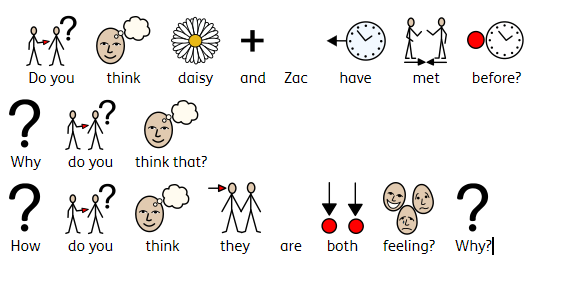 Do you think daisy and Zac have met before?
Why do you think that?
How do you think they are both feeling? Why?